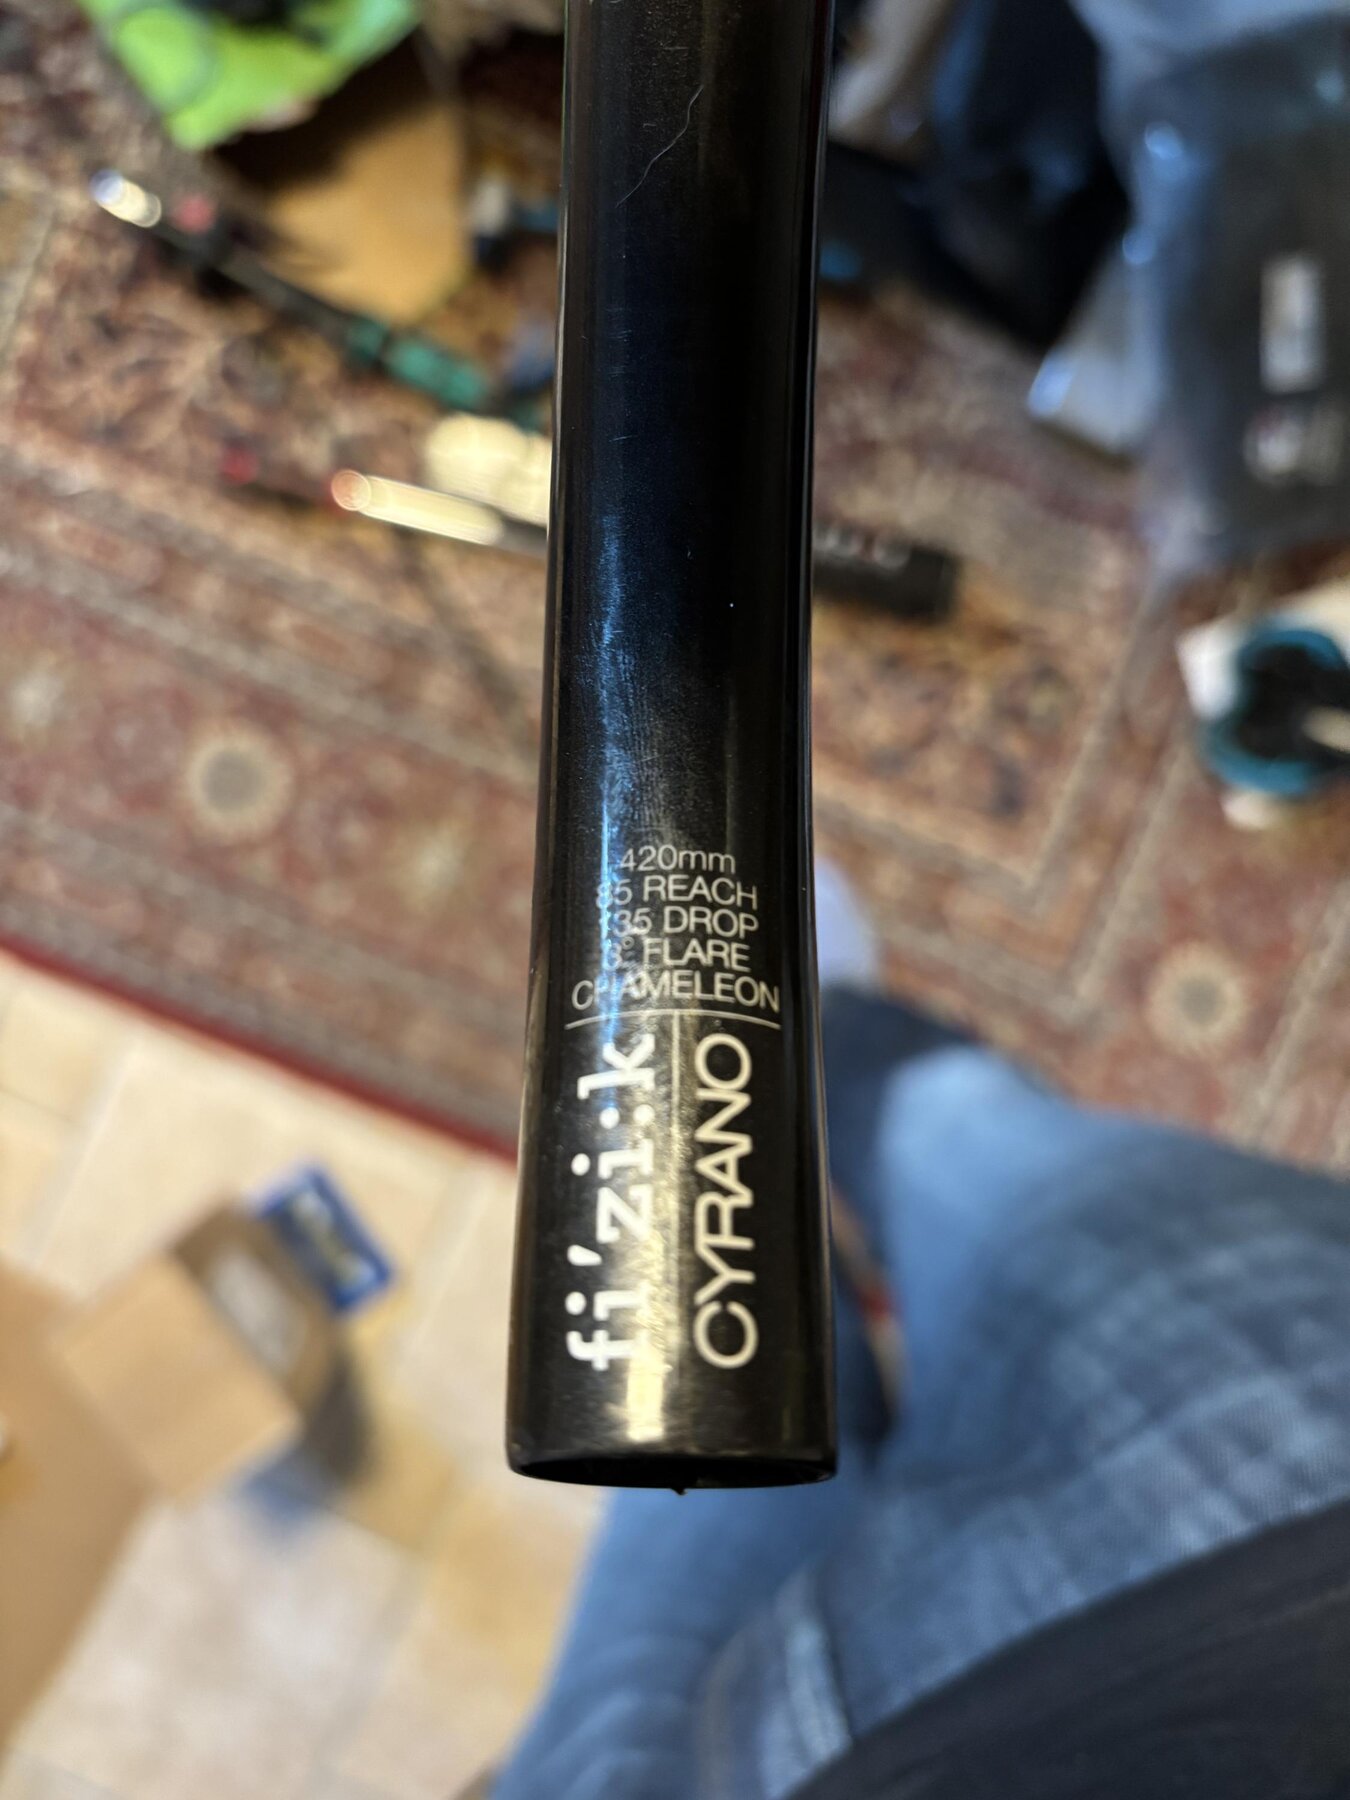 420mm
85 REACH
135 DROP
3° FLARE
CHAMELEON
fi'zi:k
CYRANO